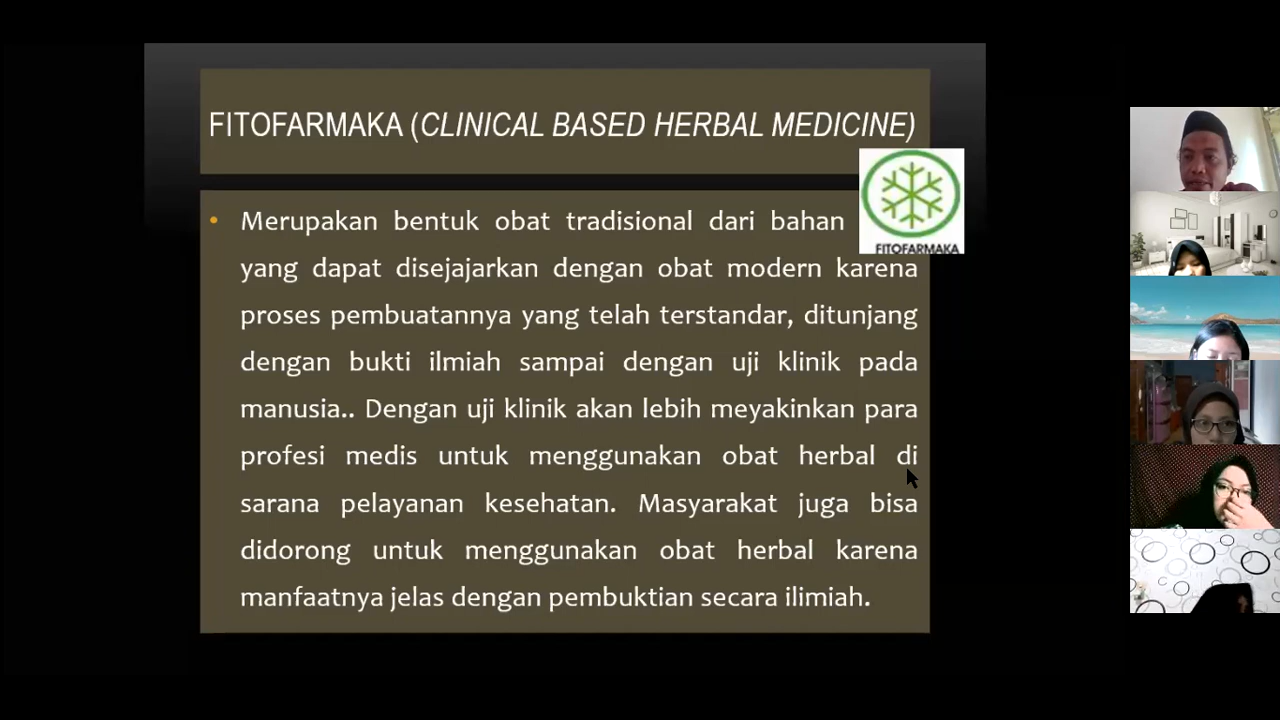 FITOFARMAKA (CLINICAL BASED HERBAL MEDICINE)
FITOFARMAKA
• Merupakan bentuk obat tradisional dari bahan
yang dapat disejajarkan dengan obat modern karena
proses pembuatannya yang telah terstandar, ditunjang
dengan bukti ilmiah sampai dengan uji klinik pada
manusia.. Dengan uji klinik akan lebih meyakinkan para
profesi medis untuk menggunakan obat herbal di
sarana pelayanan kesehatan. Masyarakat juga bisa
didorong untuk menggunakan obat herbal karena
manfaatnya jelas dengan pembuktian secara ilimiah.